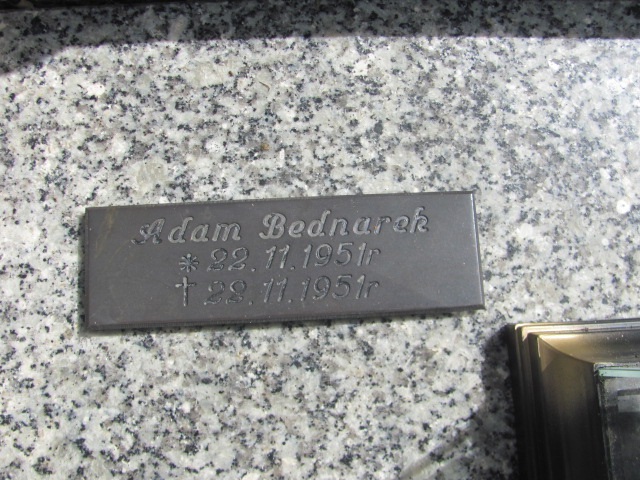 Adam Bednarek
* 22.11.1951r
† 22.11.1951r